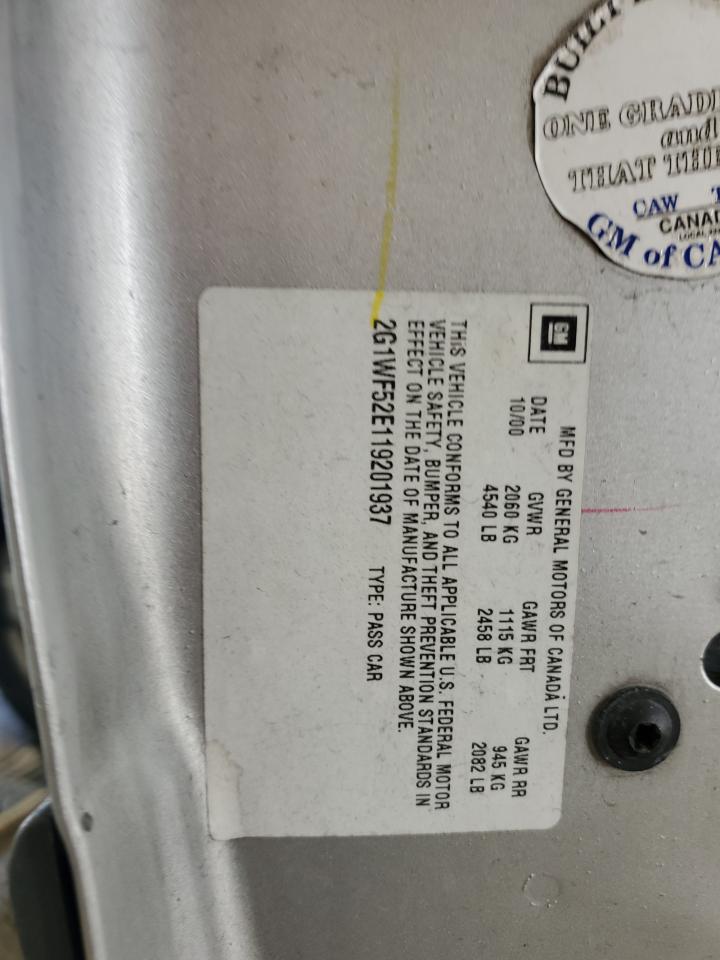 BUILT
ONE GRADE
and
THAT THE
CAW
CANAD
GM of CA
GM
MFD BY GENERAL MOTORS OF CANADA LTD.
DATE GVWR GAWR FRT GAWR RR
10/00 2060 KG 1115 KG 945 KG
4540 LB 2458 LB 2082 LB
THIS VEHICLE CONFORMS TO ALL APPLICABLE U.S. FEDERAL MOTOR
VEHICLE SAFETY, BUMPER, AND THEFT PREVENTION STANDARDS IN
EFFECT ON THE DATE OF MANUFACTURE SHOWN ABOVE.
2G1WF52E119201937 TYPE: PASS CAR